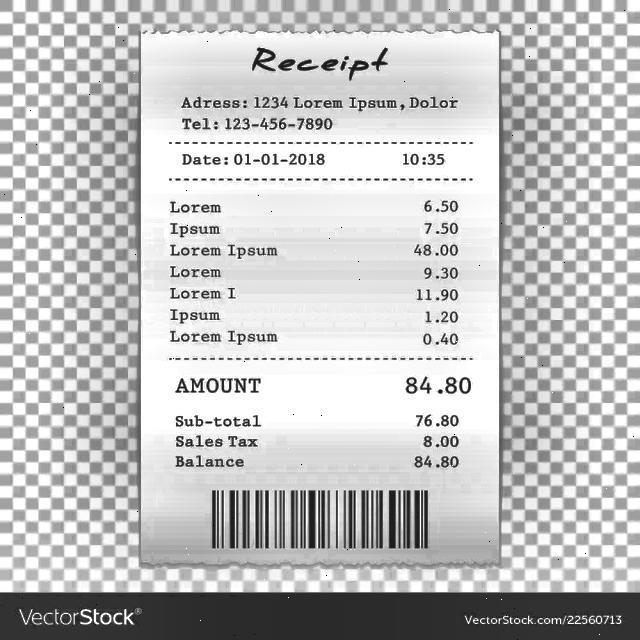 Receipt
Adress: 1234 Lorem Ipsum, Dolor
Tel: 123-456-7890
Date: 01-01-2018 10:35
Lorem 6.50
Ipsum 7.50
Lorem Ipsum 48.00
Lorem 9.30
Lorem I 11.90
Ipsum 1.20
Lorem Ipsum 0.40
AMOUNT 84.80
Sub-total 76.80
Sales Tax 8.00
Balance 84.80
VectorStock® VectorStock.com/22560713